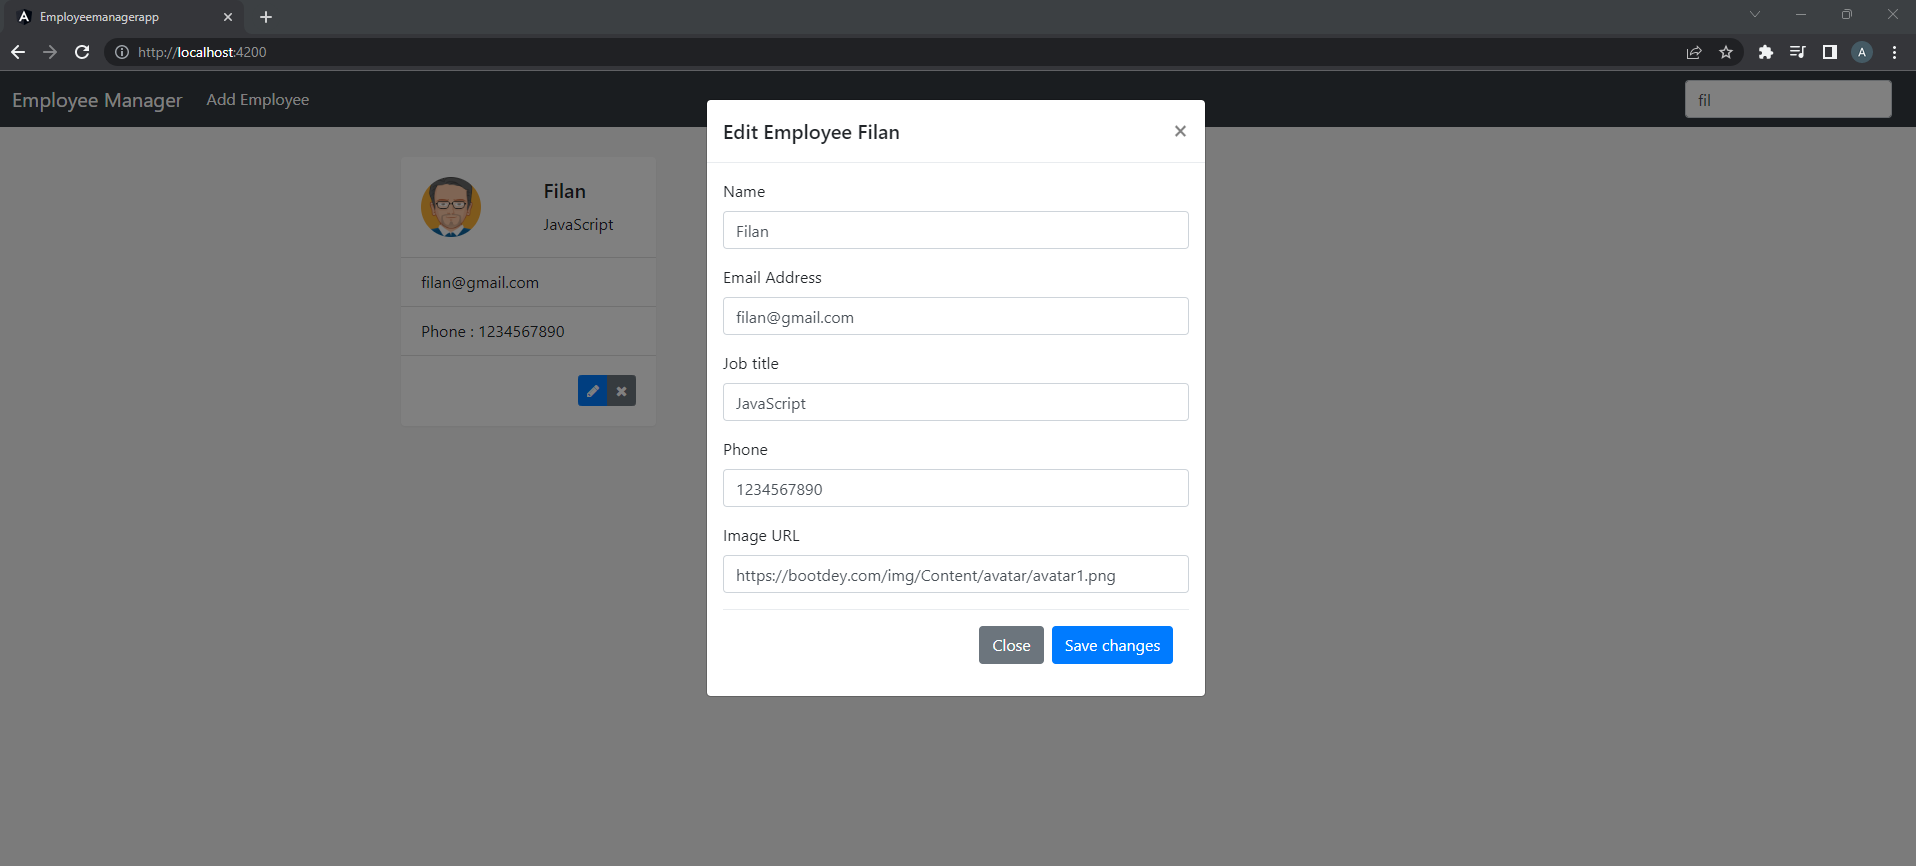 Employeemanagerapp
http://localhost:4200
A
Employee Manager Add Employee
fil
Filan
JavaScript
filan@gmail.com
Phone : 1234567890
Edit Employee Filan
Name
Filan
Email Address
filan@gmail.com
Job title
JavaScript
Phone
1234567890
Image URL
https://bootdey.com/img/Content/avatar/avatar1.png
Close Save changes